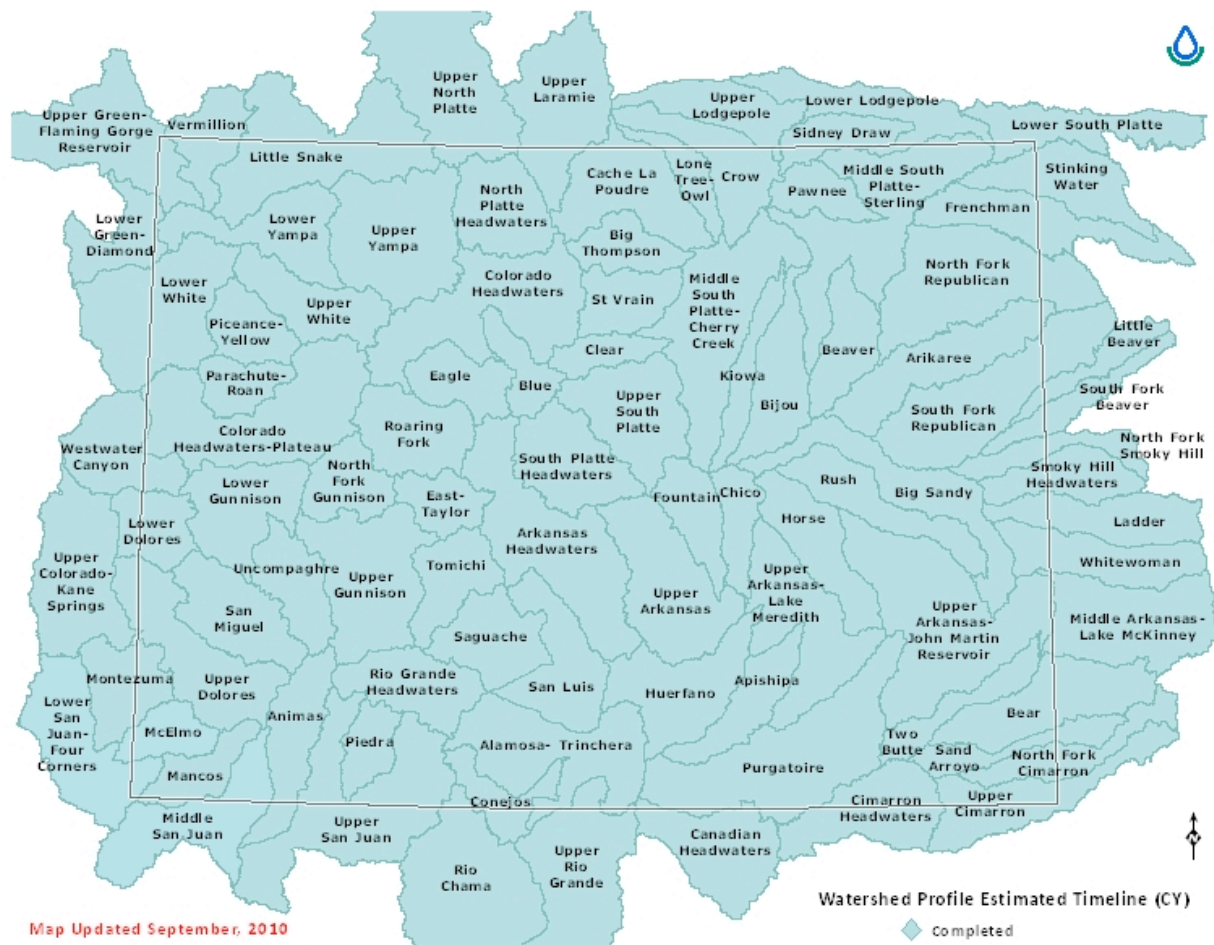 Upper
North
Platte
Upper
Laramie
Upper
Lodgepole
Lower Lodgepole
Upper Green-
Flaming Gorge
Reservoir
Vermillion
Sidney Draw
Lower South Platte
Little Snake
Cache La
Poudre
Lone
Tree-
Owl
Crow
Pawnee
Middle South
Platte-
Sterling
Stinking
Water
North
Platte
Headwaters
Frenchman
Lower
Green-
Diamond
Lower
Yampa
Upper
Yampa
Big
Thompson
Lower
White
Colorado
Headwaters
St Vrain
Middle
South
Platte-
Cherry
Creek
North Fork
Republican
Upper
White
Piceance-
Yellow
Clear
Beaver
Arikaree
Little
Beaver
Parachute-
Roan
Eagle
Blue
Upper
South
Platte
Kiowa
Bijou
South Fork
Beaver
South Fork
Republican
Colorado
Headwaters-Plateau
Roaring
Fork
Westwater
Canyon
North Fork
Smoky Hill
Lower
Gunnison
North
Fork
Gunnison
South Platte
Headwaters
Smoky Hill
Headwaters
East-
Taylor
Fountain
Chico
Rush
Big Sandy
Lower
Dolores
Arkansas
Headwaters
Horse
Ladder
Upper
Colorado-
Kane
Springs
Uncompaghre
Upper
Gunnison
Tomichi
Upper
Arkansas
Upper
Arkansas-
Lake
Meredith
Whitewoman
San
Miguel
Saguache
Upper
Arkansas-
John Martin
Reservoir
Middle Arkansas-
Lake McKinney
Montezuma
Upper
Dolores
Rio Grande
Headwaters
San Luis
Huerfano
Apishipa
Lower
San
Juan-
Four
Corners
McElmo
Animas
Piedra
Alamosa- Trinchera
Bear
Two
Butte
Sand
Arroyo
North Fork
Cimarron
Mancos
Purgatoire
Conejos
Cimarron
Headwaters
Upper
Cimarron
Middle
San Juan
Upper
San Juan
Canadian
Headwaters
Rio
Chama
Upper
Rio
Grande
N
Watershed Profile Estimated Timeline (CY)
Completed
Map Updated September, 2010